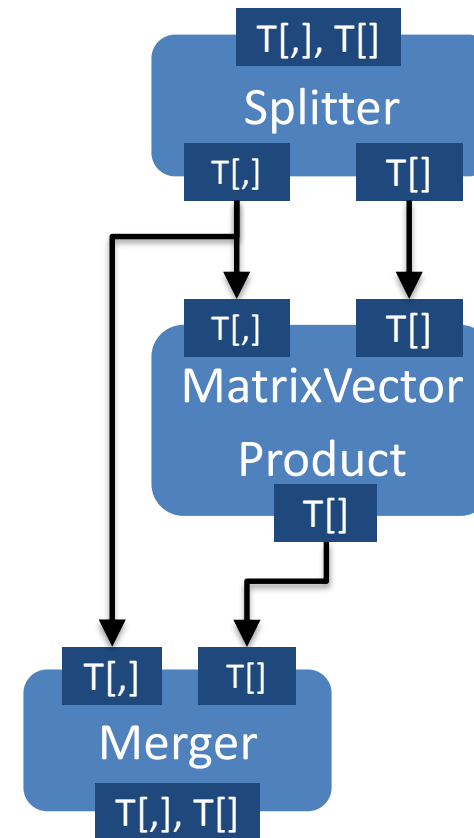 T[,], T[]
Splitter
T[,]
T[]
T[,]
T[]
MatrixVector
Product
T[]
T[,]
T[]
Merger
T[,], T[]